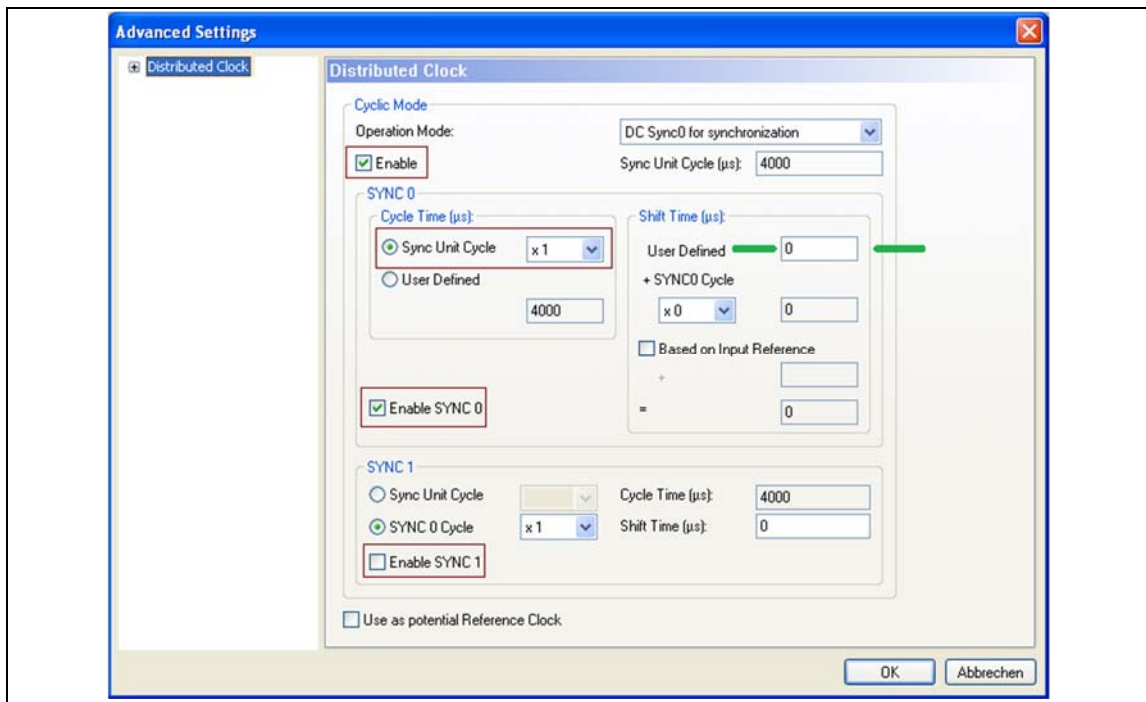 Advanced Settings
Distributed Clock
Distributed Clock
Cyclic Mode
Operation Mode:
DC Sync0 for synchronization
Enable
Sync Unit Cycle (µs):
4000
SYNC 0
Cycle Time (µs):
Sync Unit Cycle
x 1
User Defined
4000
Enable SYNC 0
Shift Time (µs):
User Defined
0
+ SYNC0 Cycle
x 0
0
Based on Input Reference
+
=
0
SYNC 1
Sync Unit Cycle
Cycle Time (µs):
4000
SYNC 0 Cycle
x 1
Shift Time (µs):
0
Enable SYNC 1
Use as potential Reference Clock
OK
Abbrechen